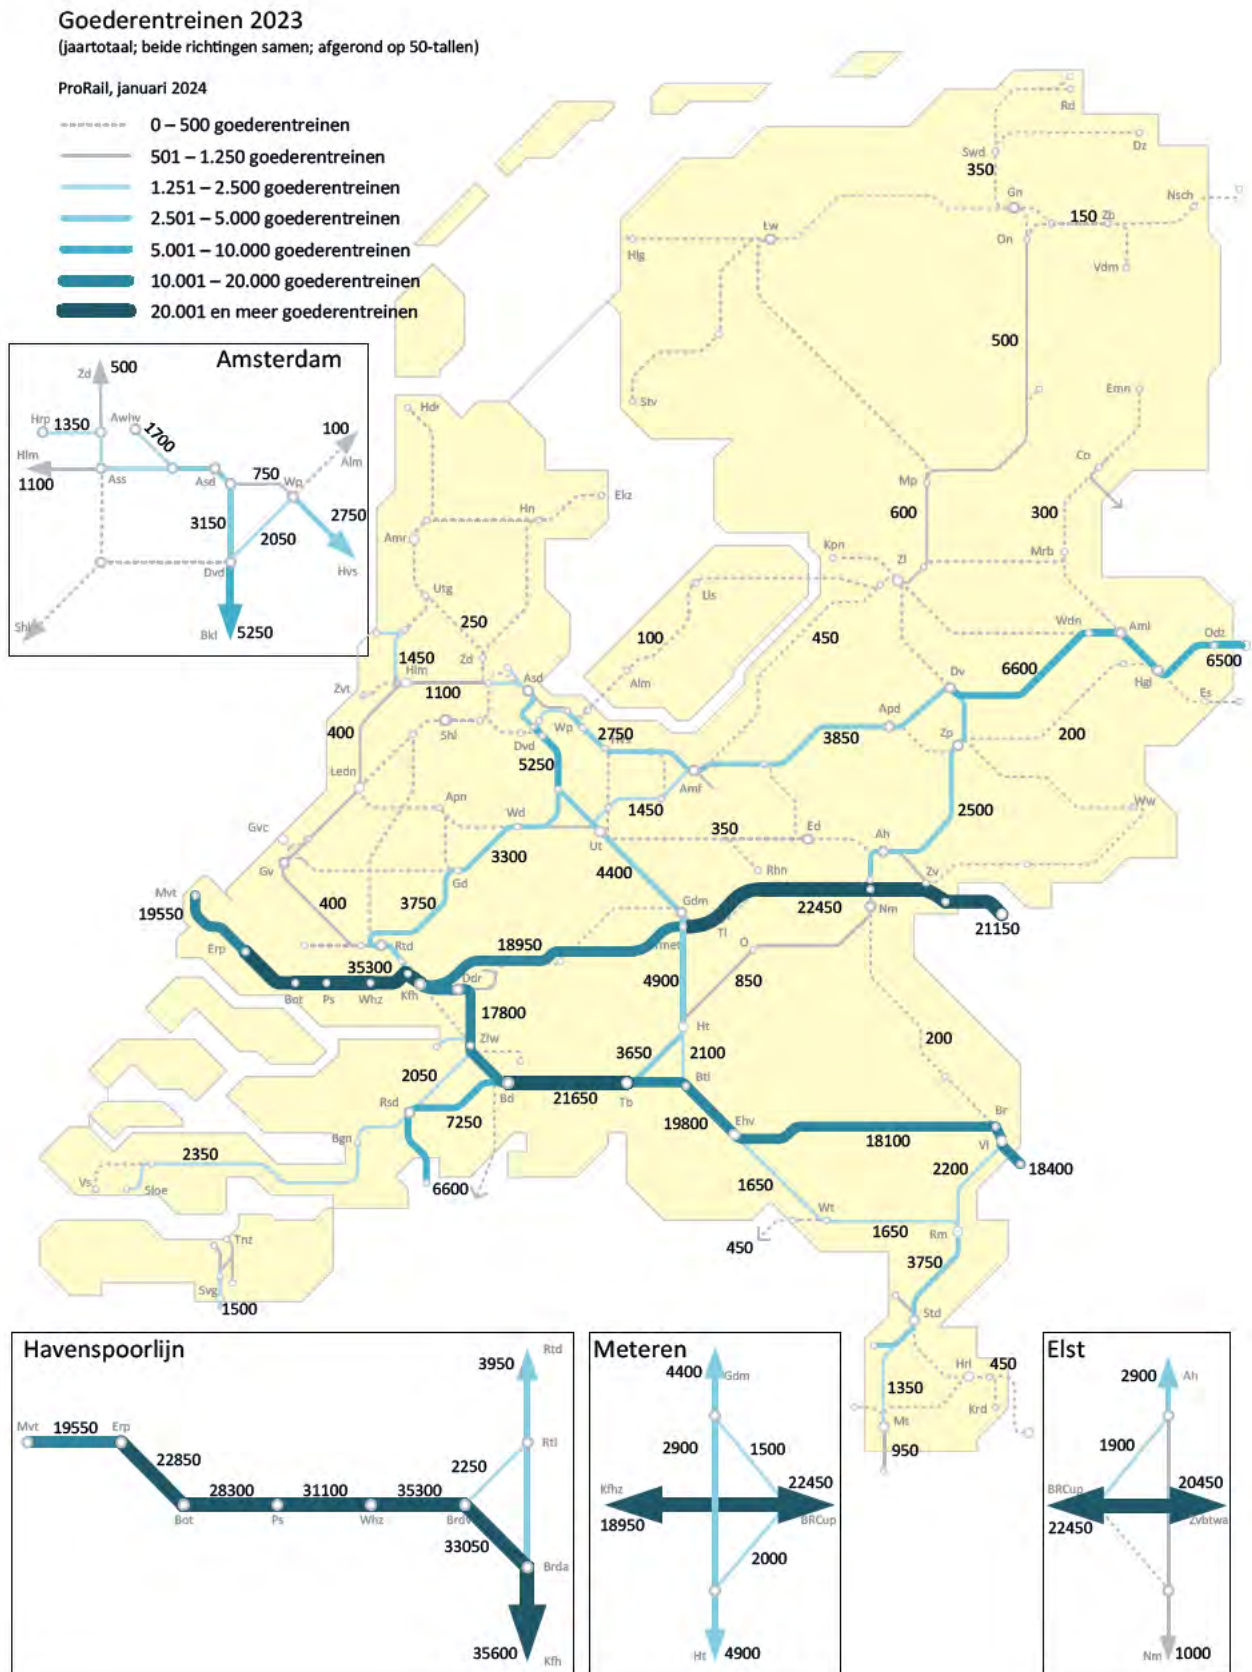 Goederentreinen 2023
(jaartotaal; beide richtingen samen; afgerond op 50-tallen)
ProRail, januari 2024
0 – 500 goederentreinen
501 – 1.250 goederentreinen
1.251 – 2.500 goederentreinen
2.501 – 5.000 goederentreinen
5.001 – 10.000 goederentreinen
10.001 – 20.000 goederentreinen
20.001 en meer goederentreinen
Rd
Swd
Dz
350
Nsch
Gn
150 Zb
Lw
On
Hlg
Vdm
500
Stv
Emn
Hdr
Co
Mp
Ekz
Hn
600
300
Amr
Kpn
Zl
Mrb
Utg
Lls
250
100
450
Wdn
Aml
Odz
1450
Zd
6600
6500
Hlm
Asd
Hgl
Zvt
1100
Alm
Dv
Es
400
Shl
Wp
2750
Apd
Dvd
3850
Zp
200
5250
Ledn
Amf
Apn
1450
2500
Ww
Wd
Gvc
Ut
350
Ed
Ah
3300
Rhn
Zv
Gv
4400
Gd
Mvt
3750
22450
19550
400
Gdm
Nm
21150
Tl
Erp
Rtd
18950
O
35300
Ddr
4900
850
Bot
Ps
Whz
Kfh
17800
Ht
Zlw
3650
2100
200
2050
Btl
Rsd
Bd
21650
Tb
7250
19800
Ehv
Br
Bgn
18100
Vl
2350
2200
18400
Vs
Sloe
6600
1650
Wt
450
1650
Rm
Tnz
3750
Svg
1500
Std
Hrl
450
1350
Krd
Mt
950
Amsterdam
Zd
500
Hrp
1350
Awhv
1700
100
Hlm
Alm
1100
Ass
Asd
750
Wp
2750
3150
2050
Dvd
Hvs
Shl
Bkl
5250
Havenspoorlijn
3950
Rtd
Mvt
19550
Erp
Rtl
22850
2250
28300
31100
35300
Bot
Ps
Whz
Brdv
33050
Brda
35600
Kfh
Meteren
4400
Gdm
2900
1500
Kfhz
22450
18950
BRCup
2000
Ht
4900
Elst
2900
Ah
1900
BRCup
20450
22450
Zvbtwa
Nm
1000